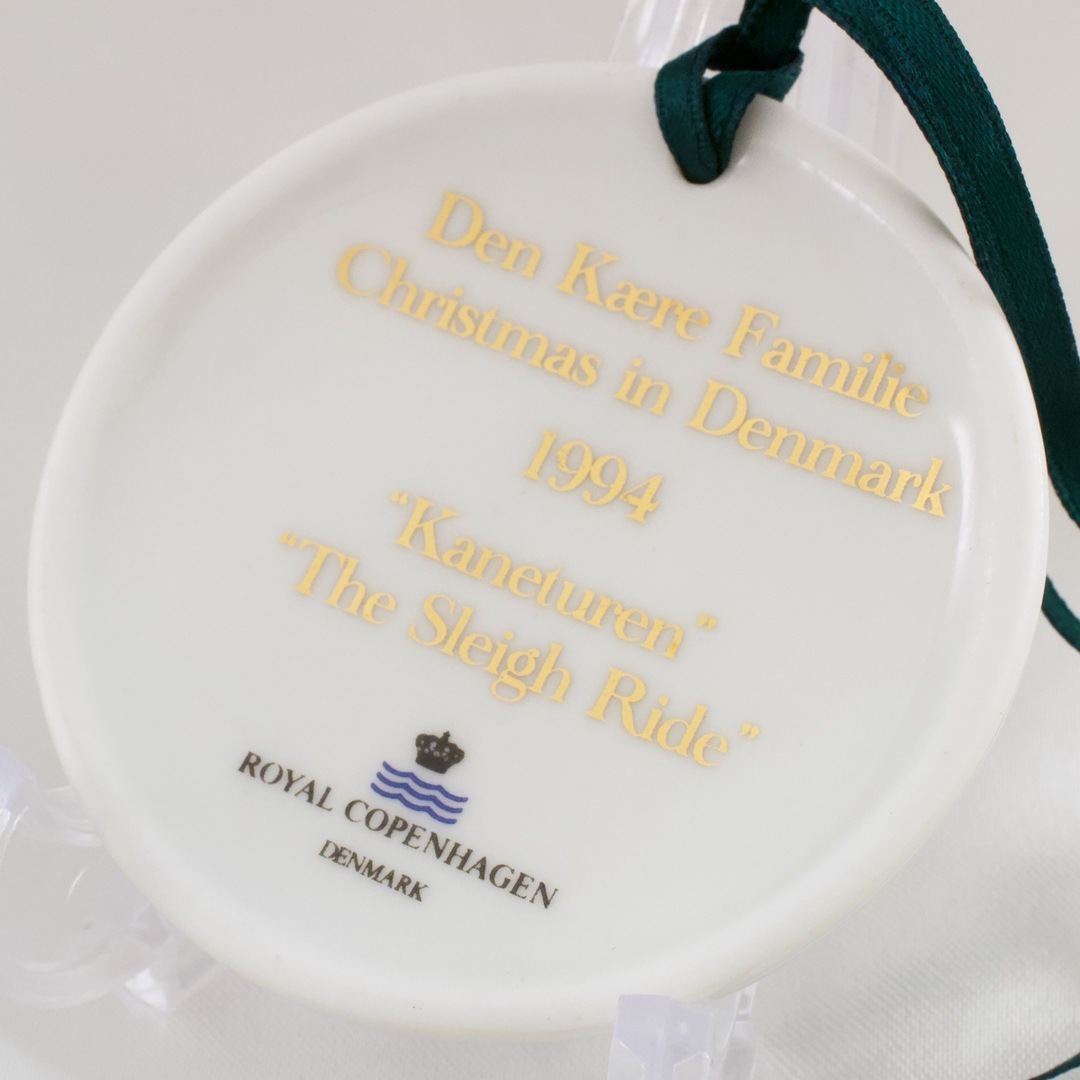 Den Kære Familie
Christmas in Denmark
1994
“Kaneturen”
“The Sleigh Ride”
ROYAL COPENHAGEN
DENMARK